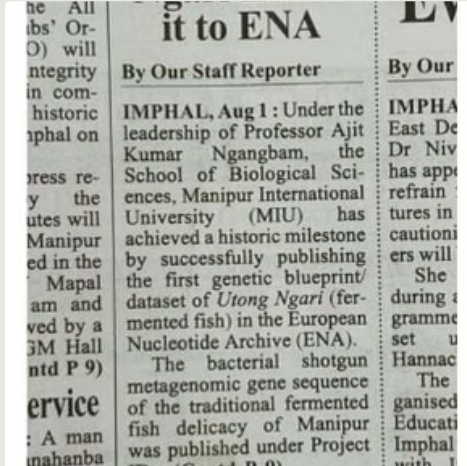 he All
abs' Or-
O) will
ntegrity
in com-
historic
nphal on
press re-
y the
utes will
Manipur
ed in the
Mapal
am and
ved by a
GM Hall
ntd P 9)
ervice
: A man
nahanba
it to ENA
By Our Staff Reporter
IMPHAL, Aug 1 : Under the
leadership of Professor Ajit
Kumar Ngangbam, the
School of Biological Sci-
ences, Manipur International
University (MIU) has
achieved a historic milestone
by successfully publishing
the first genetic blueprint/
dataset of Utong Ngari (fer-
mented fish) in the European
Nucleotide Archive (ENA).
The bacterial shotgun
metagenomic gene sequence
of the traditional fermented
fish delicacy of Manipur
was published under Project
By Our
IMPHA
East De
Dr Niv
has appe
refrain
tures in
cautioni
ers will
She
during a
gramme
set u
Hannac
The
ganised
Educati
Imphal